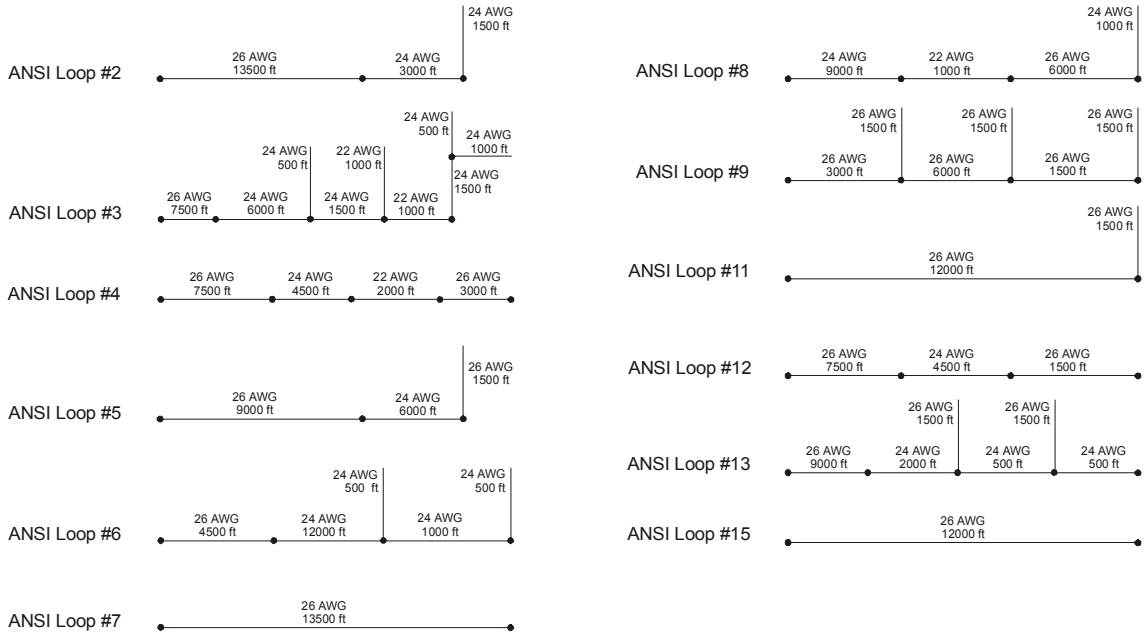 24 AWG
1500 ft
26 AWG
13500 ft
24 AWG
3000 ft
ANSI Loop #2
24 AWG
500 ft
24 AWG
1000 ft
24 AWG
500 ft
22 AWG
1000 ft
24 AWG
1500 ft
26 AWG
7500 ft
24 AWG
6000 ft
24 AWG
1500 ft
22 AWG
1000 ft
ANSI Loop #3
26 AWG
7500 ft
24 AWG
4500 ft
22 AWG
2000 ft
26 AWG
3000 ft
ANSI Loop #4
26 AWG
1500 ft
26 AWG
9000 ft
24 AWG
6000 ft
ANSI Loop #5
24 AWG
500 ft
24 AWG
500 ft
26 AWG
4500 ft
24 AWG
12000 ft
24 AWG
1000 ft
ANSI Loop #6
26 AWG
13500 ft
ANSI Loop #7
24 AWG
1000 ft
24 AWG
9000 ft
22 AWG
1000 ft
26 AWG
6000 ft
ANSI Loop #8
26 AWG
1500 ft
26 AWG
1500 ft
26 AWG
1500 ft
26 AWG
3000 ft
26 AWG
6000 ft
26 AWG
1500 ft
ANSI Loop #9
26 AWG
1500 ft
26 AWG
12000 ft
ANSI Loop #11
26 AWG
7500 ft
24 AWG
4500 ft
26 AWG
1500 ft
ANSI Loop #12
26 AWG
1500 ft
26 AWG
1500 ft
26 AWG
9000 ft
24 AWG
2000 ft
24 AWG
500 ft
24 AWG
500 ft
ANSI Loop #13
26 AWG
12000 ft
ANSI Loop #15